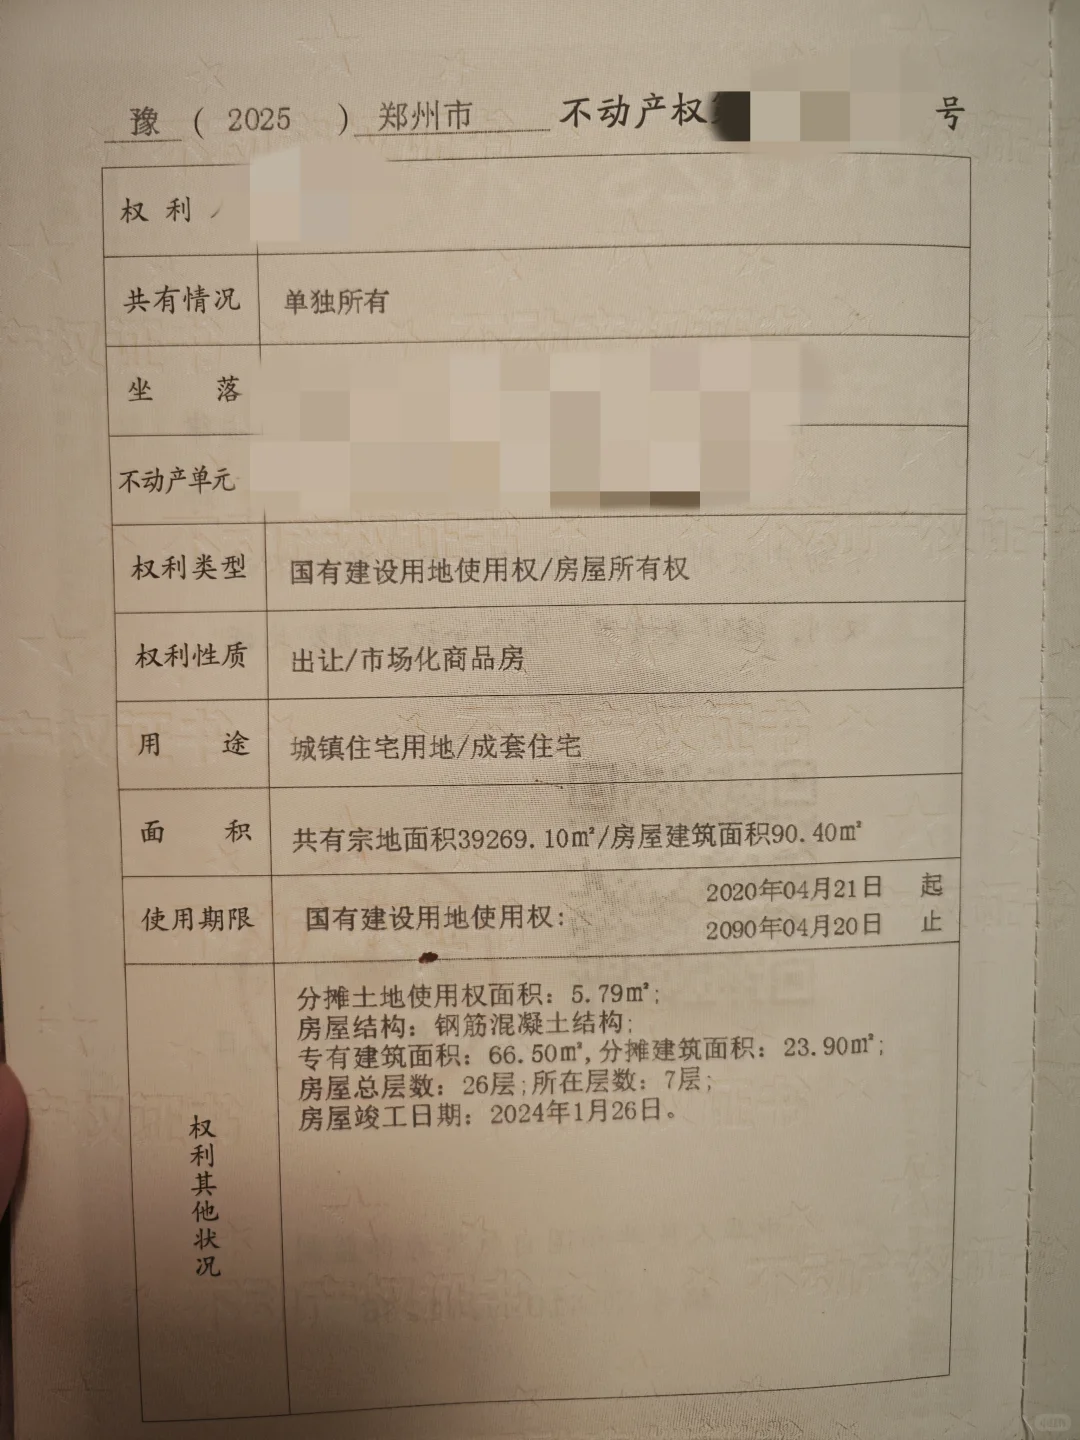 豫 ( 2025 ) 郑州市 不动产权 号
权 利
共有情况 单独所有
坐 落
不动产单元
权利类型 国有建设用地使用权/房屋所有权
权利性质 出让/市场化商品房
用 途 城镇住宅用地/成套住宅
面 积 共有宗地面积39269.10㎡/房屋建筑面积90.40㎡
使用期限 国有建设用地使用权: 2020年04月21日 起
2090年04月20日 止
权利其他状况
分摊土地使用权面积: 5.79㎡;
房屋结构: 钢筋混凝土结构;
专有建筑面积: 66.50㎡,分摊建筑面积: 23.90㎡;
房屋总层数: 26层;所在层数: 7层;
房屋竣工日期: 2024年1月26日。